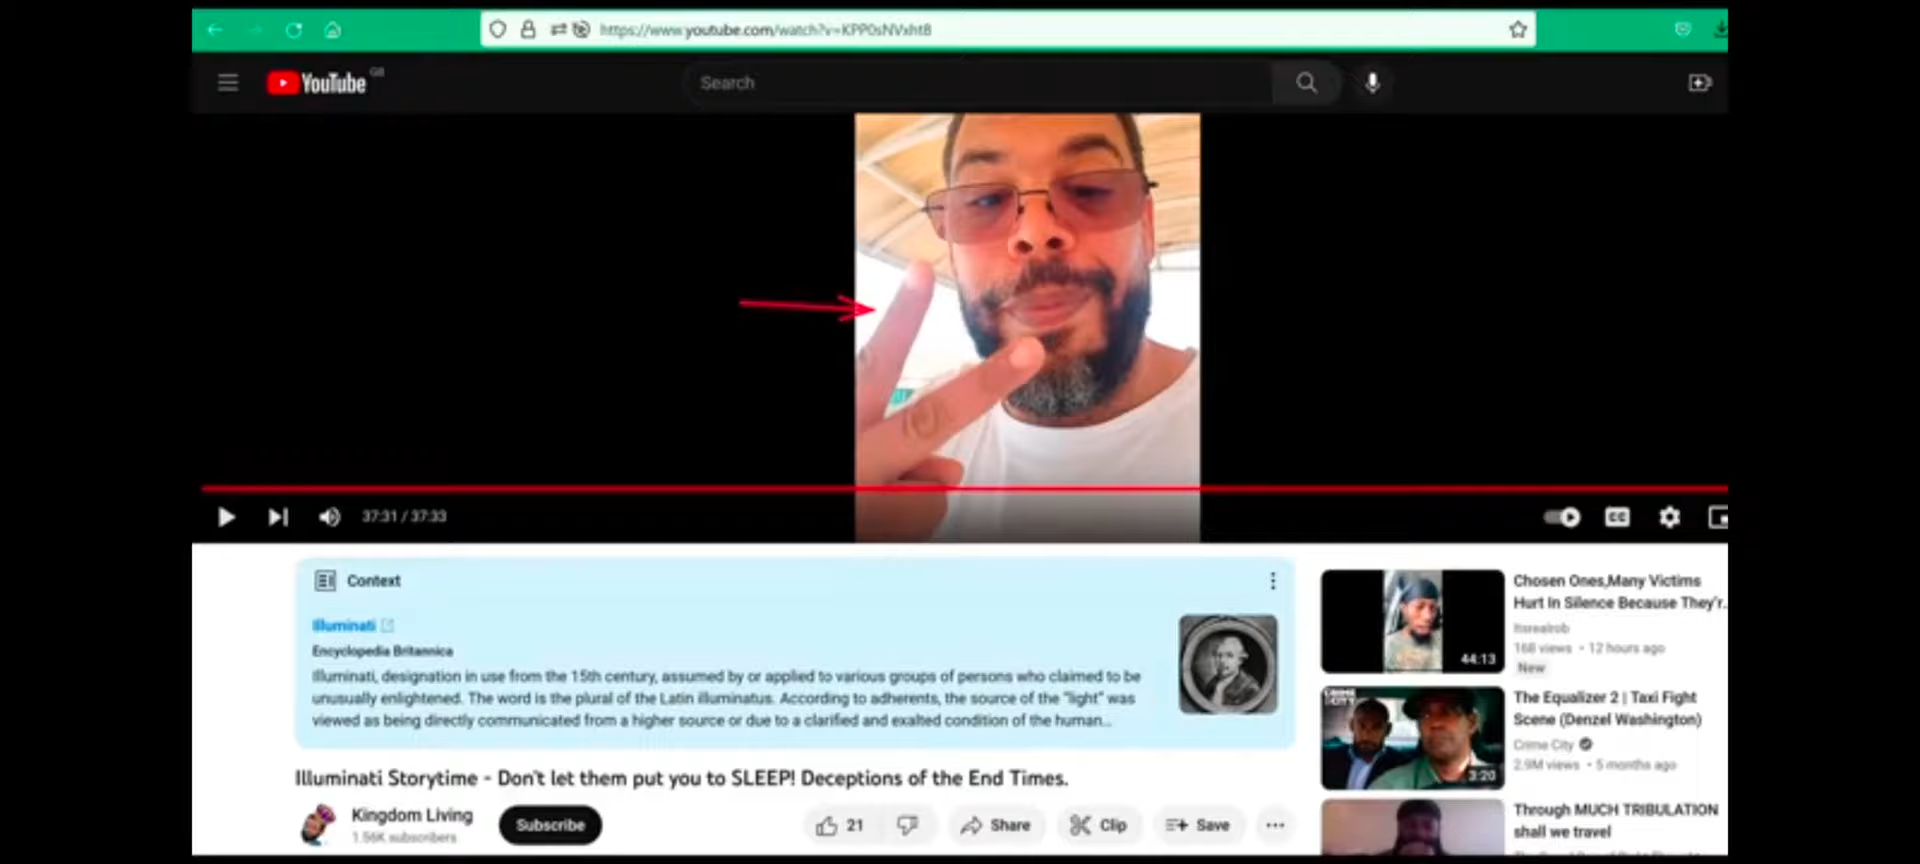 https://www.youtube.com/watch?v=KPP0sNVxht8
YouTube GB
Search
37:31 / 37:33
CC
Context
Illuminati
Encyclopedia Britannica
Illuminati, designation in use from the 15th century, assumed by or applied to various groups of persons who claimed to be
unusually enlightened. The word is the plural of the Latin illuminatus. According to adherents, the source of the "light" was
viewed as being directly communicated from a higher source or due to a clarified and exalted condition of the human...
Illuminati Storytime - Don't let them put you to SLEEP! Deceptions of the End Times.
Kingdom Living
1.56K subscribers
Subscribe
21
Share
Clip
Save
44:13
Chosen Ones,Many Victims
Hurt In Silence Because They'r..
Itsrealrob
168 views • 12 hours ago
New
CRIME
CITY
3:20
The Equalizer 2 | Taxi Fight
Scene (Denzel Washington)
Crime City
2.9M views • 5 months ago
Through MUCH TRIBULATION
shall we travel